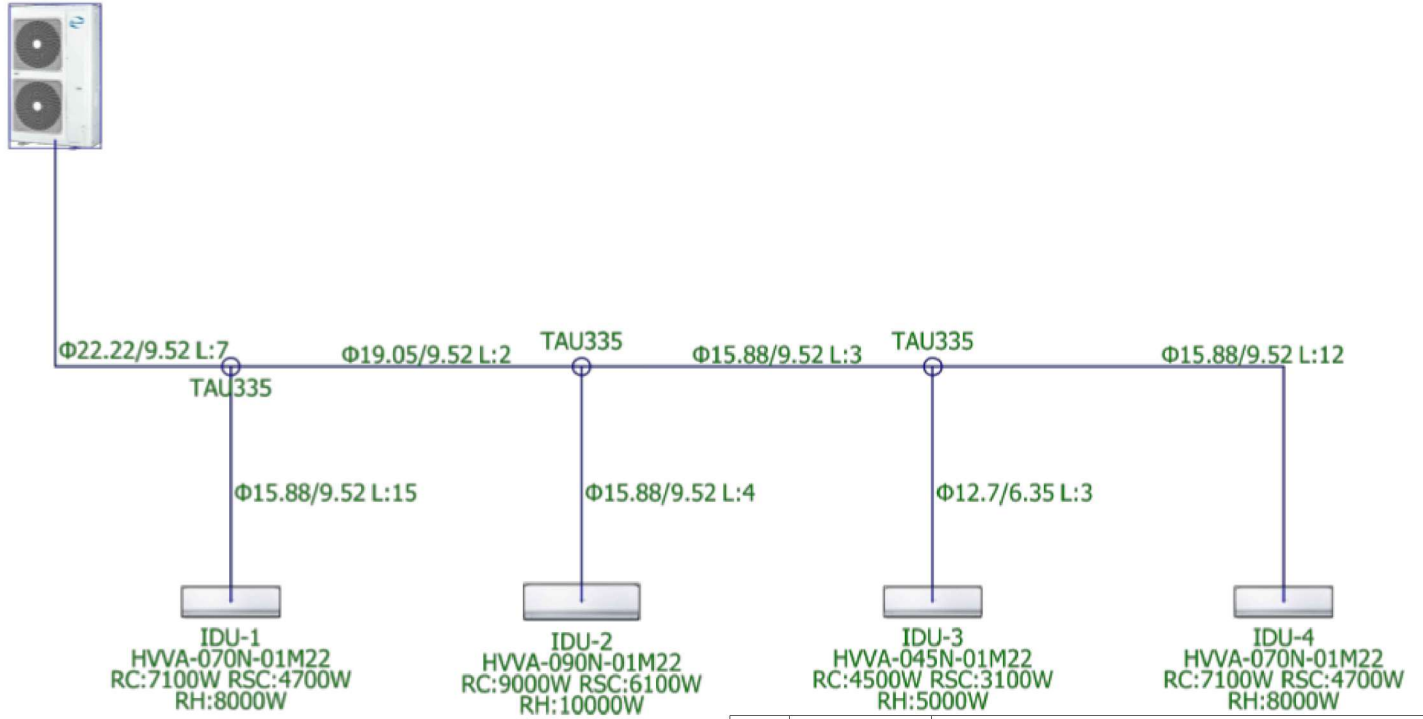 TAU335
TAU335
Φ22.22/9.52 L:7
Φ19.05/9.52 L:2
Φ15.88/9.52 L:3
Φ15.88/9.52 L:12
TAU335
Φ15.88/9.52 L:15
Φ15.88/9.52 L:4
Φ12.7/6.35 L:3
IDU-1
HVVA-070N-01M22
RC:7100W RSC:4700W
RH:8000W
IDU-2
HVVA-090N-01M22
RC:9000W RSC:6100W
RH:10000W
IDU-3
HVVA-045N-01M22
RC:4500W RSC:3100W
RH:5000W
IDU-4
HVVA-070N-01M22
RC:7100W RSC:4700W
RH:8000W